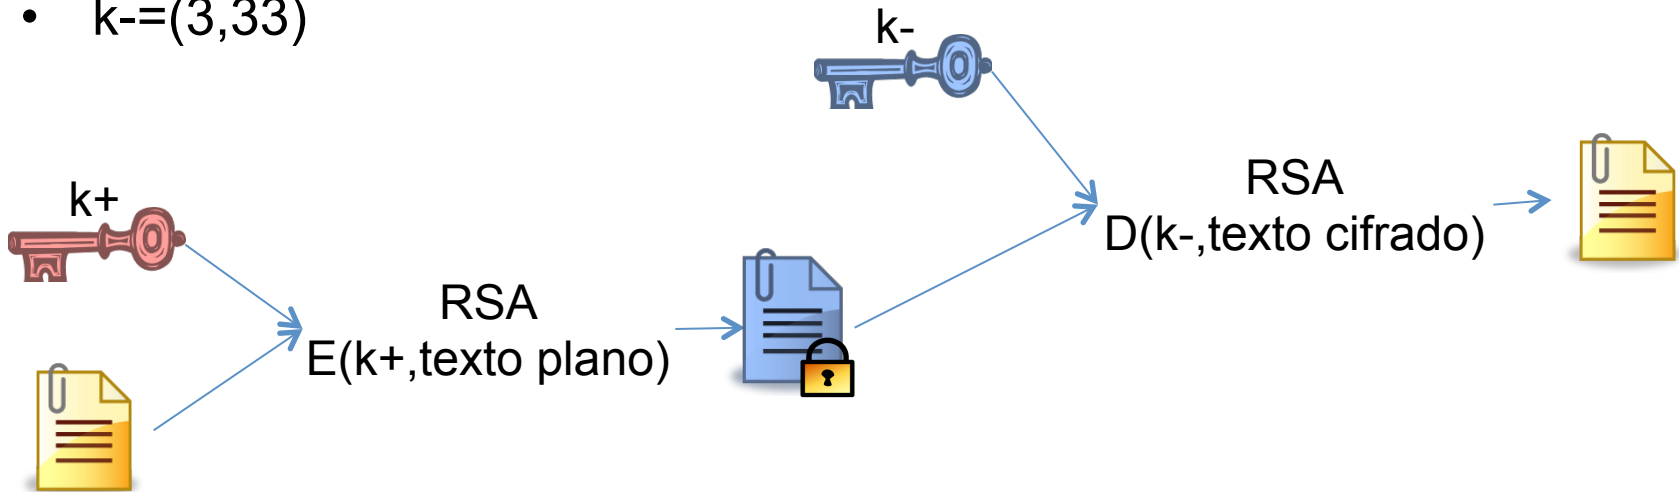 • k-=(3,33)
k-
k+
RSA
D(k-,texto cifrado)
RSA
E(k+,texto plano)